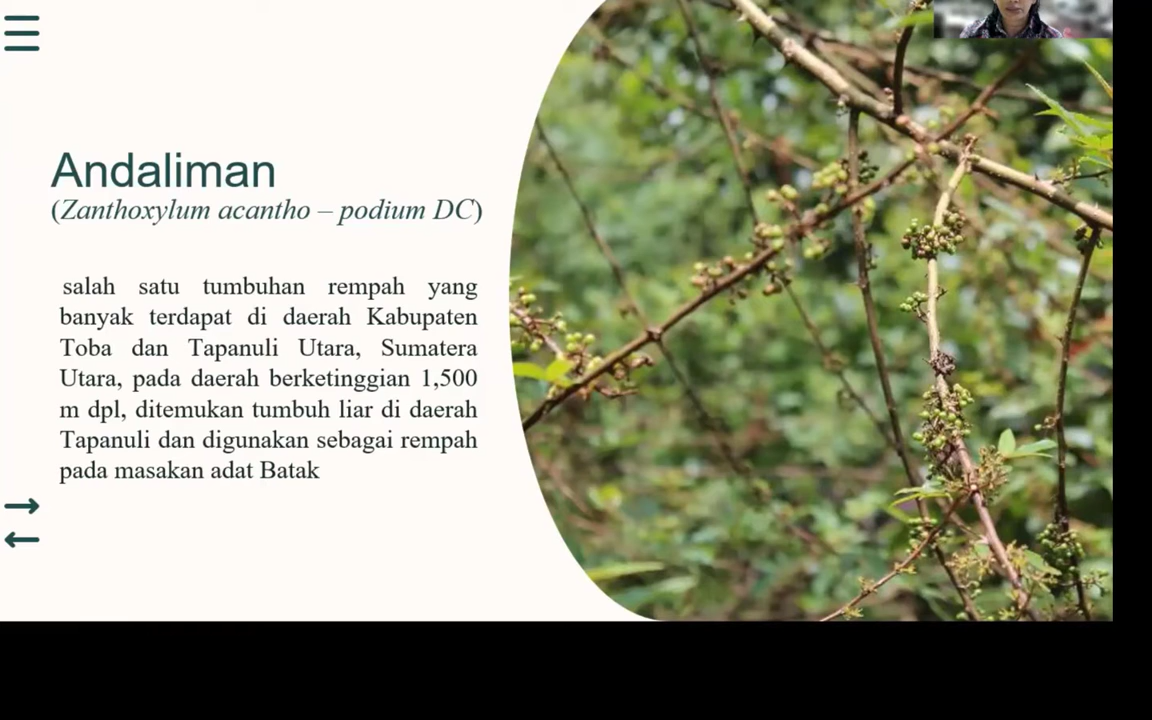 Andaliman
(Zanthoxylum acantho – podium DC)
salah satu tumbuhan rempah yang
banyak terdapat di daerah Kabupaten
Toba dan Tapanuli Utara, Sumatera
Utara, pada daerah berketinggian 1,500
m dpl, ditemukan tumbuh liar di daerah
Tapanuli dan digunakan sebagai rempah
pada masakan adat Batak